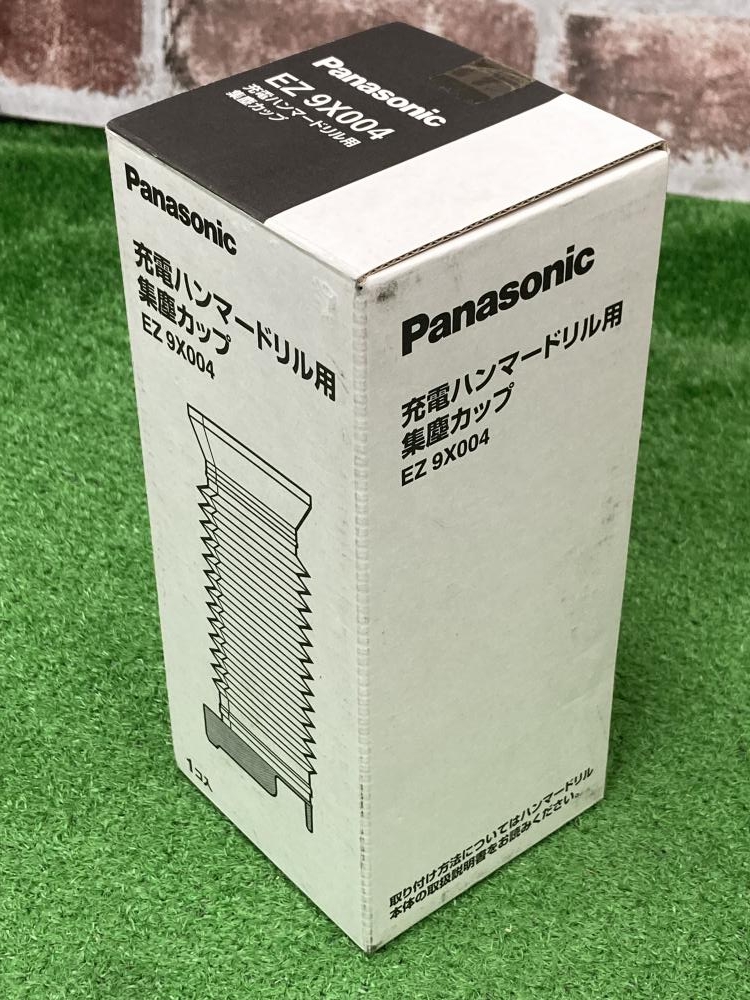 Panasonic
EZ 9X004
充電ハンマードリル用
集塵カップ
Panasonic
充電ハンマードリル用
集塵カップ
EZ 9X004
1コ入
Panasonic
充電ハンマードリル用
集塵カップ
EZ 9X004
取り付け方法についてはハンマードリル
本体の取扱説明書をお読みください。